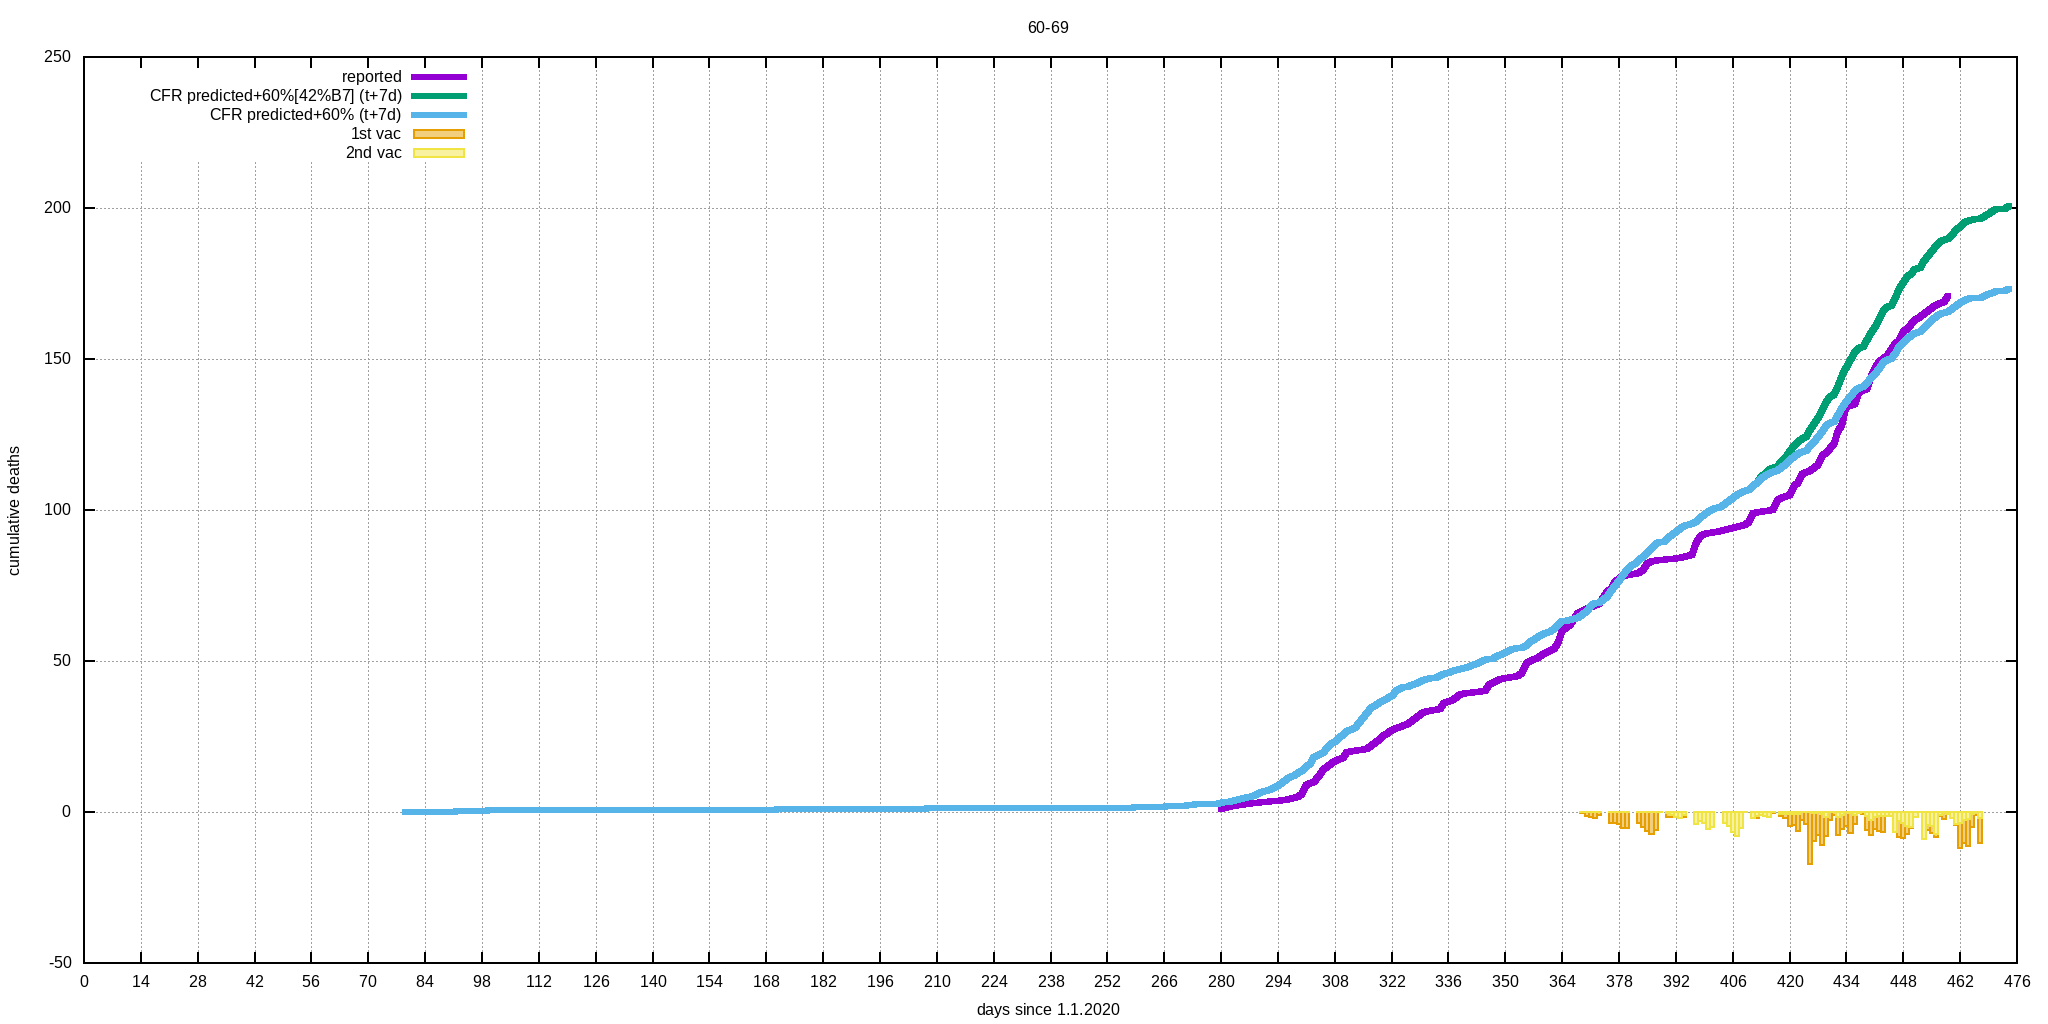 60-69
250
200
150
100
50
0
-50
cumulative deaths
reported
CFR predicted+60%[42%B7] (t+7d)
CFR predicted+60% (t+7d)
1st vac
2nd vac
0 14 28 42 56 70 84 98 112 126 140 154 168 182 196 210 224 238 252 266 280 294 308 322 336 350 364 378 392 406 420 434 448 462 476
days since 1.1.2020